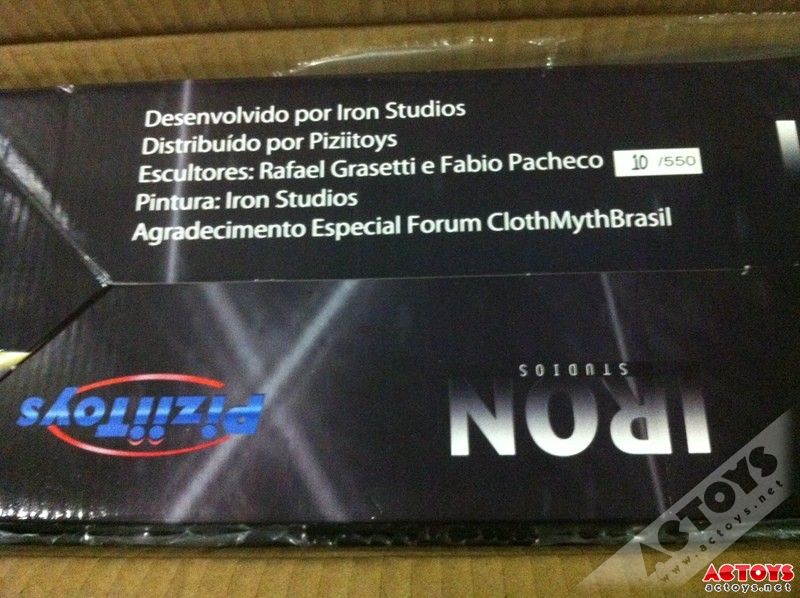 Desenvolvido por Iron Studios
Distribuído por Piziitoys
Escultores: Rafael Grasetti e Fabio Pacheco 10 /550
Pintura: Iron Studios
Agradecimento Especial Forum ClothMythBrasil
PiziiToys
IRON
STUDIOS
ACTOYS
www.actoys.net
ACTOYS
actoys.net